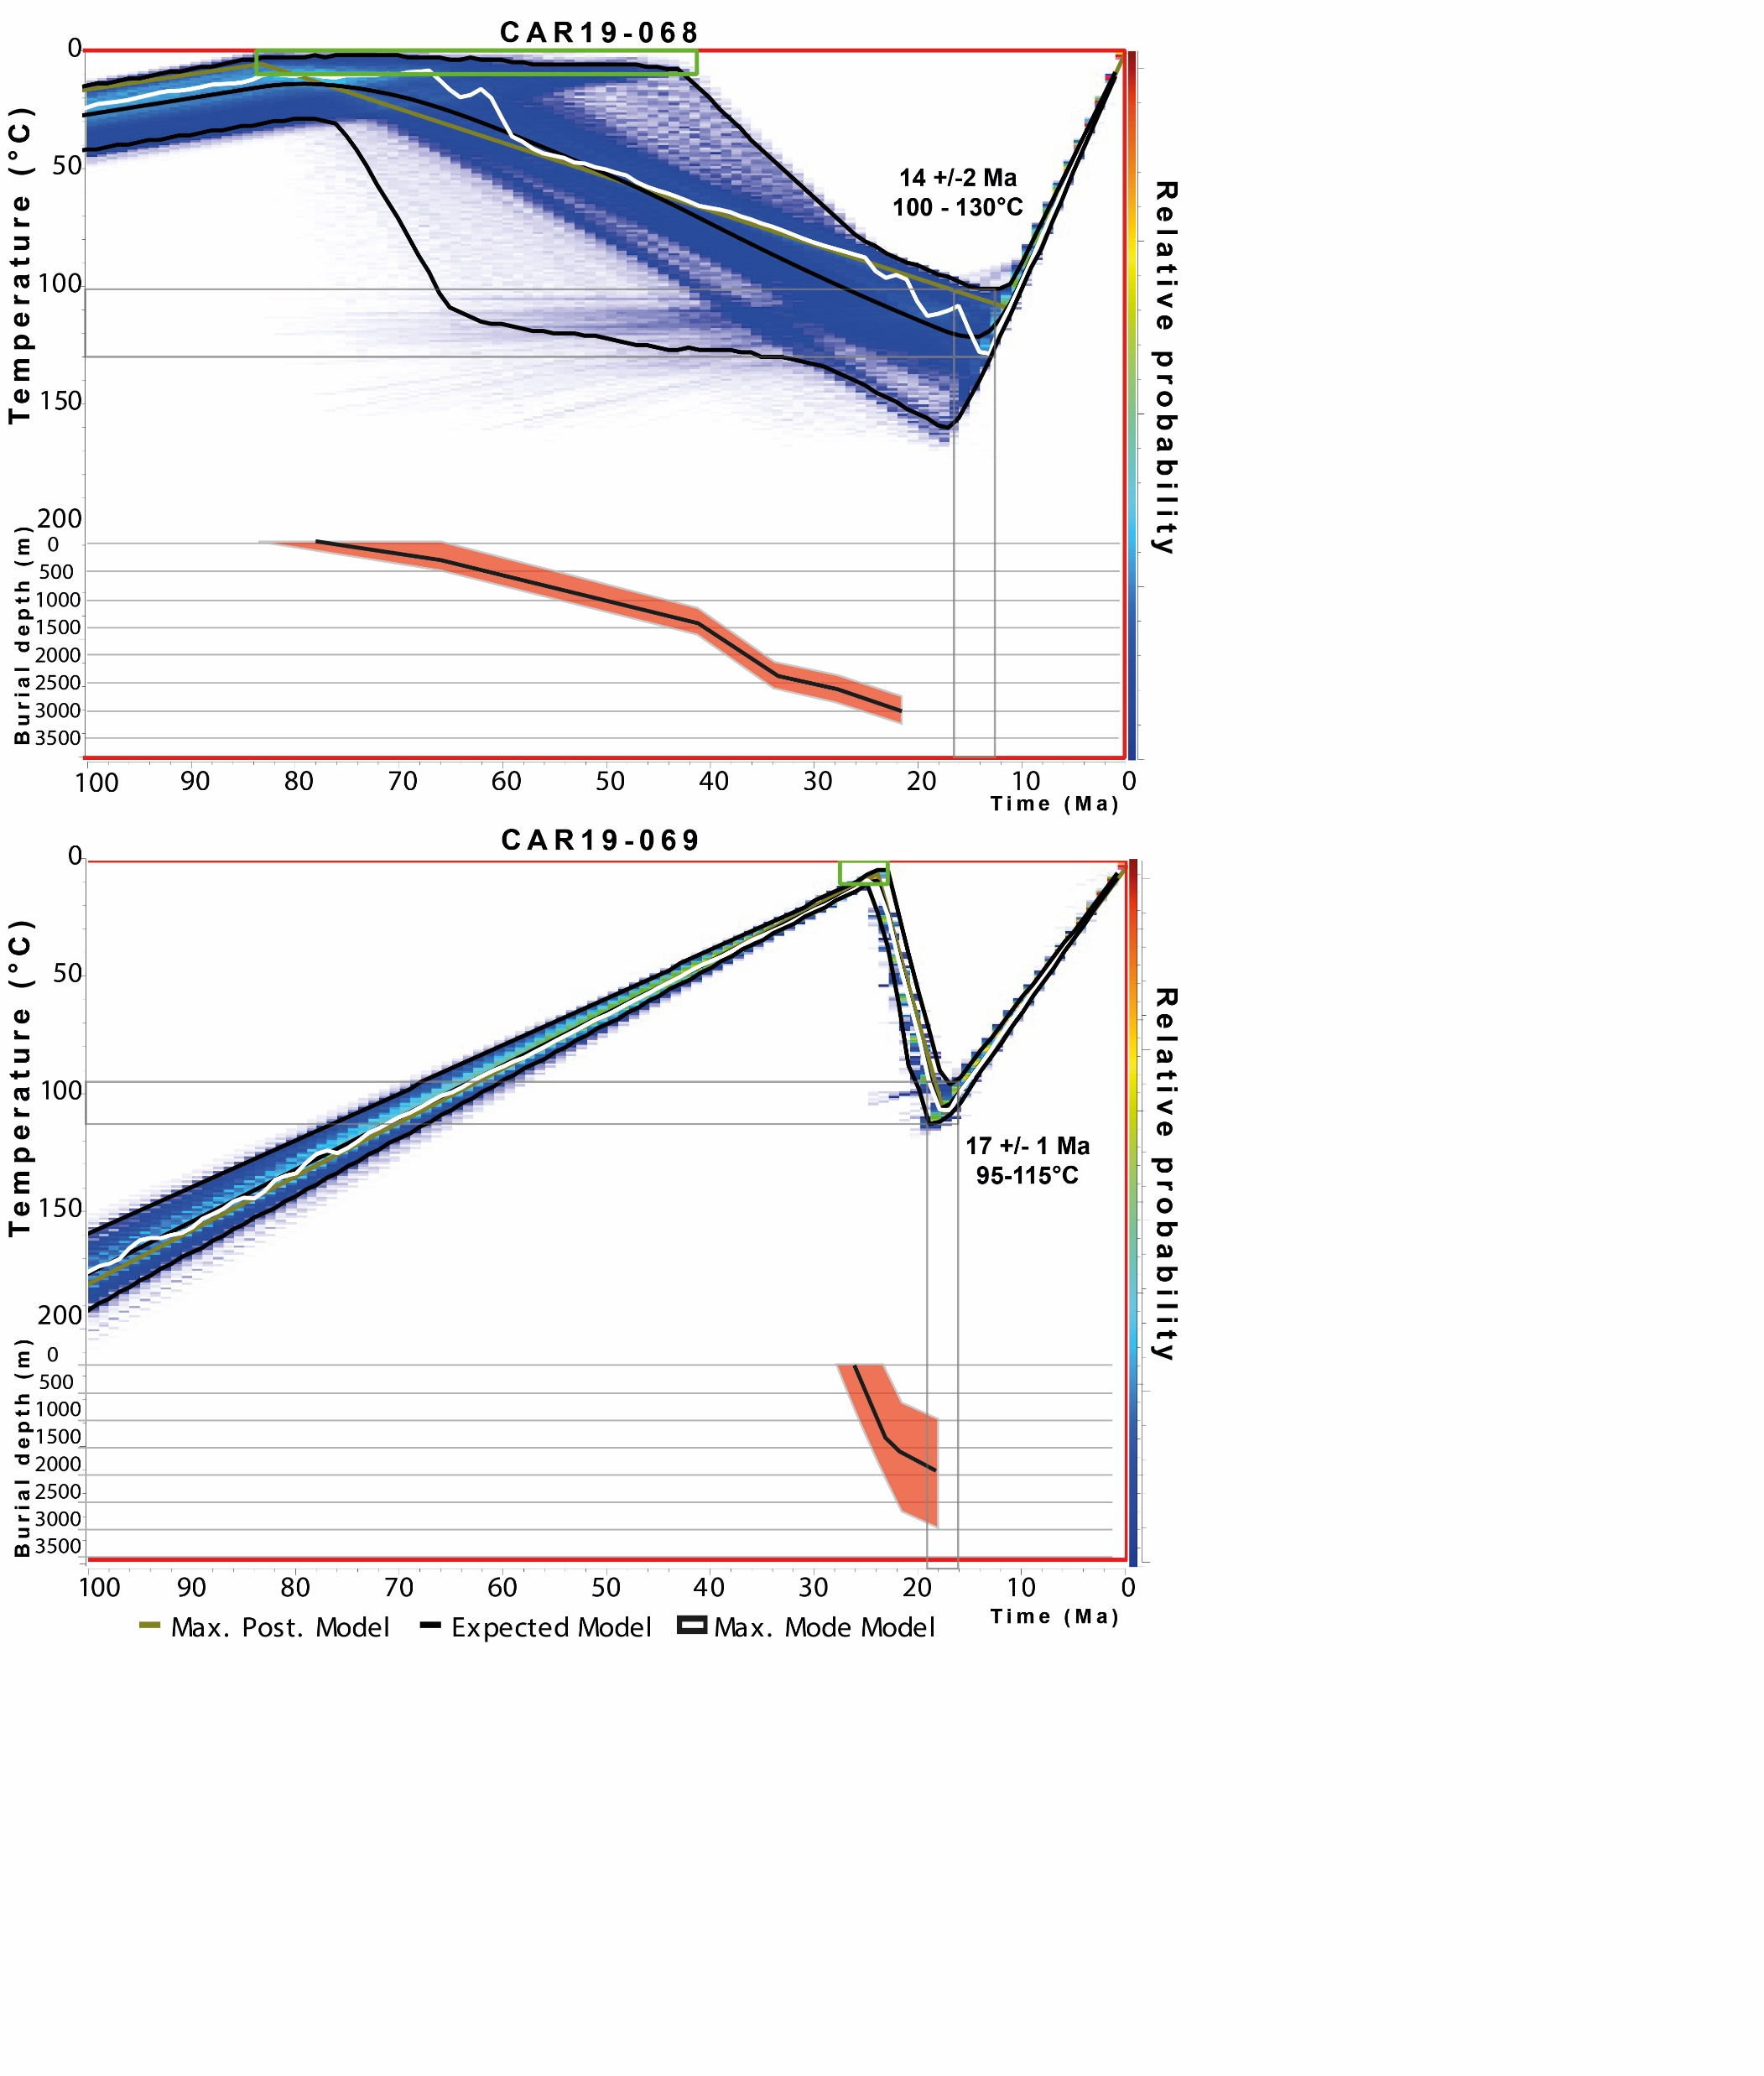 CAR19-068
Temperature (°C)
0
50
100
150
200
14 +/-2 Ma
100 - 130°C
Relative probability
Burial depth (m)
0
500
1000
1500
2000
2500
3000
3500
100 90 80 70 60 50 40 30 20 10 0
Time (Ma)
CAR19-069
Temperature (°C)
0
50
100
150
200
17 +/- 1 Ma
95-115°C
Relative probability
Burial depth (m)
0
500
1000
1500
2000
2500
3000
3500
100 90 80 70 60 50 40 30 20 10 0
Time (Ma)
Max. Post. Model Expected Model Max. Mode Model